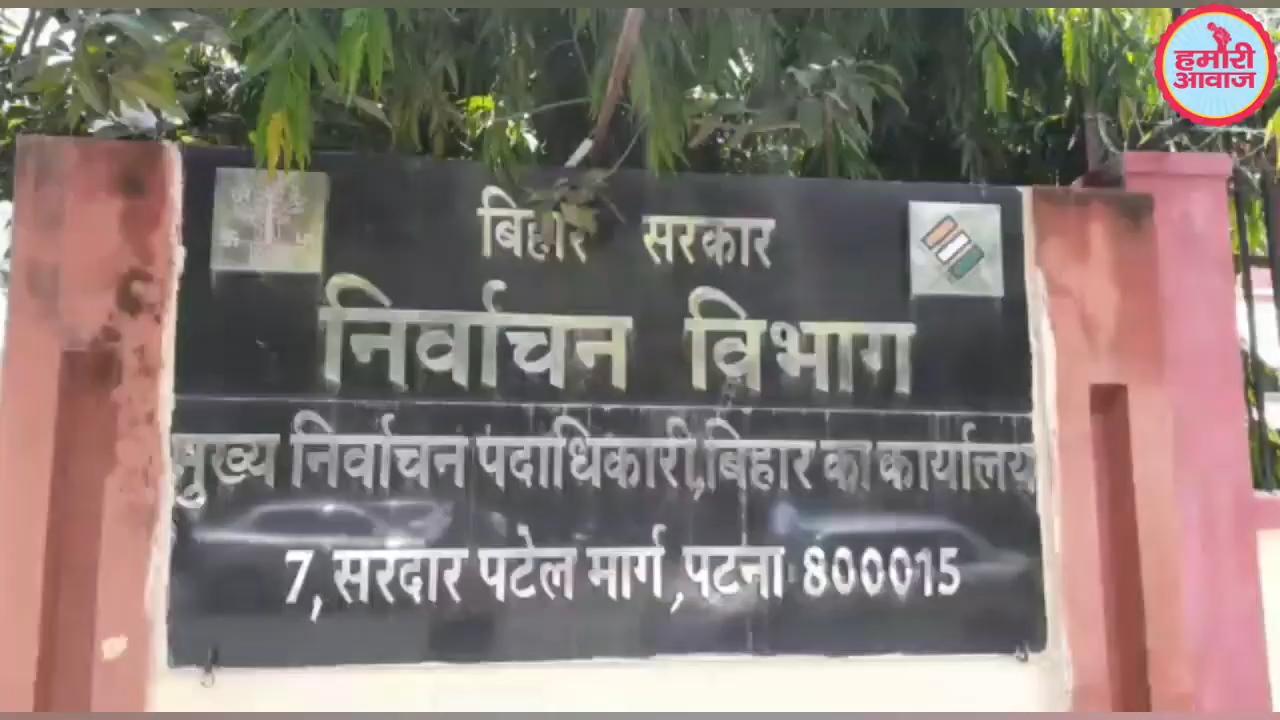 हमारी
आवाज
बिहार सरकार
निर्वाचन विभाग
मुख्य निर्वाचन पदाधिकारी,बिहार का कार्यालय
7, सरदार पटेल मार्ग ,पटना 800015